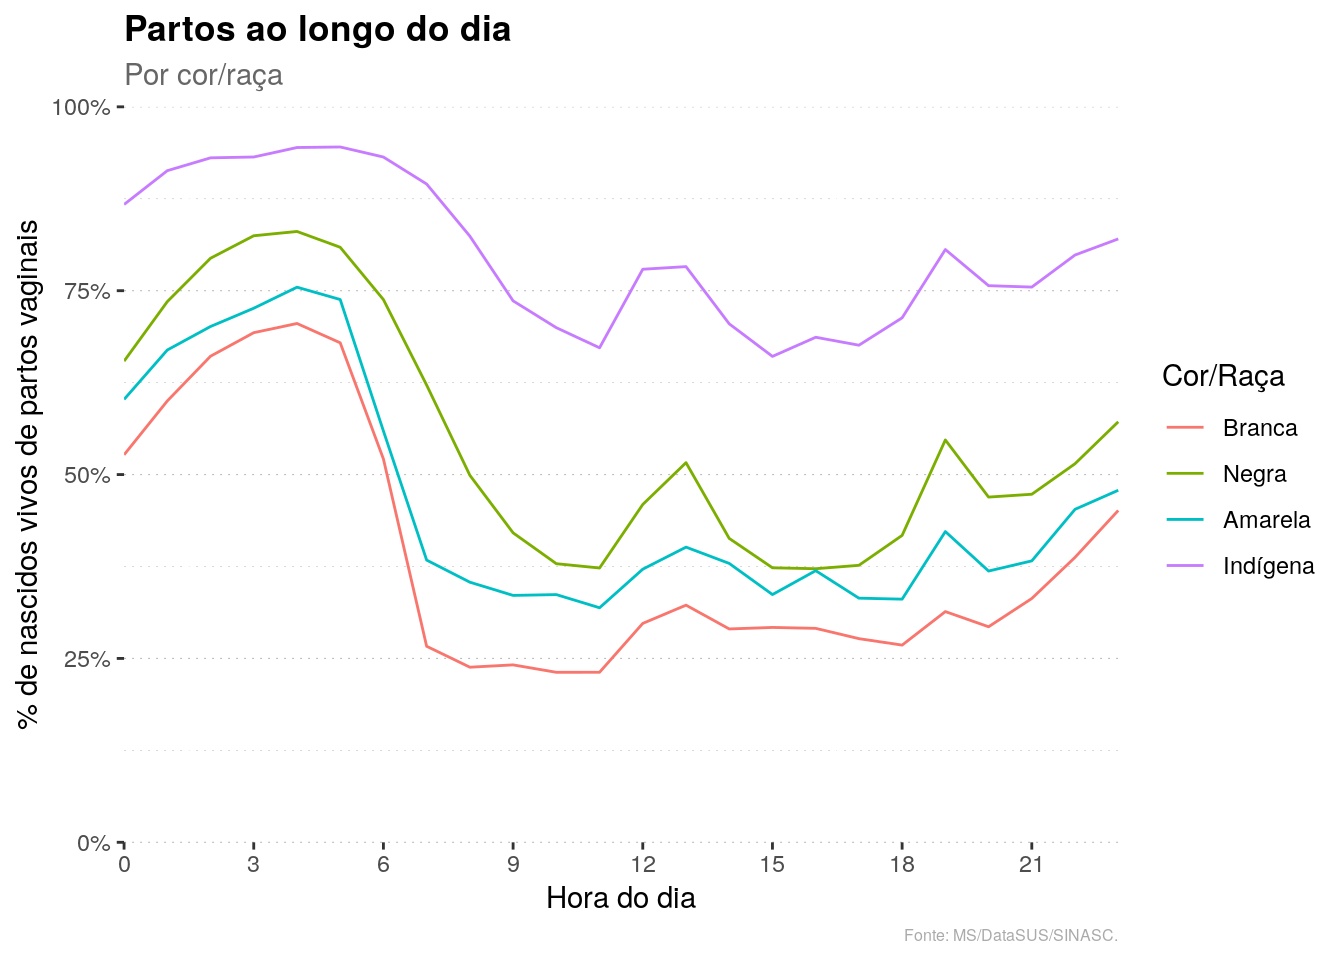 Partos ao longo do dia
Por cor/raça
% de nascidos vivos de partos vaginais
100%
75%
50%
25%
0%
0 3 6 9 12 15 18 21
Hora do dia
Cor/Raça
Branca
Negra
Amarela
Indígena
Fonte: MS/DataSUS/SINASC.